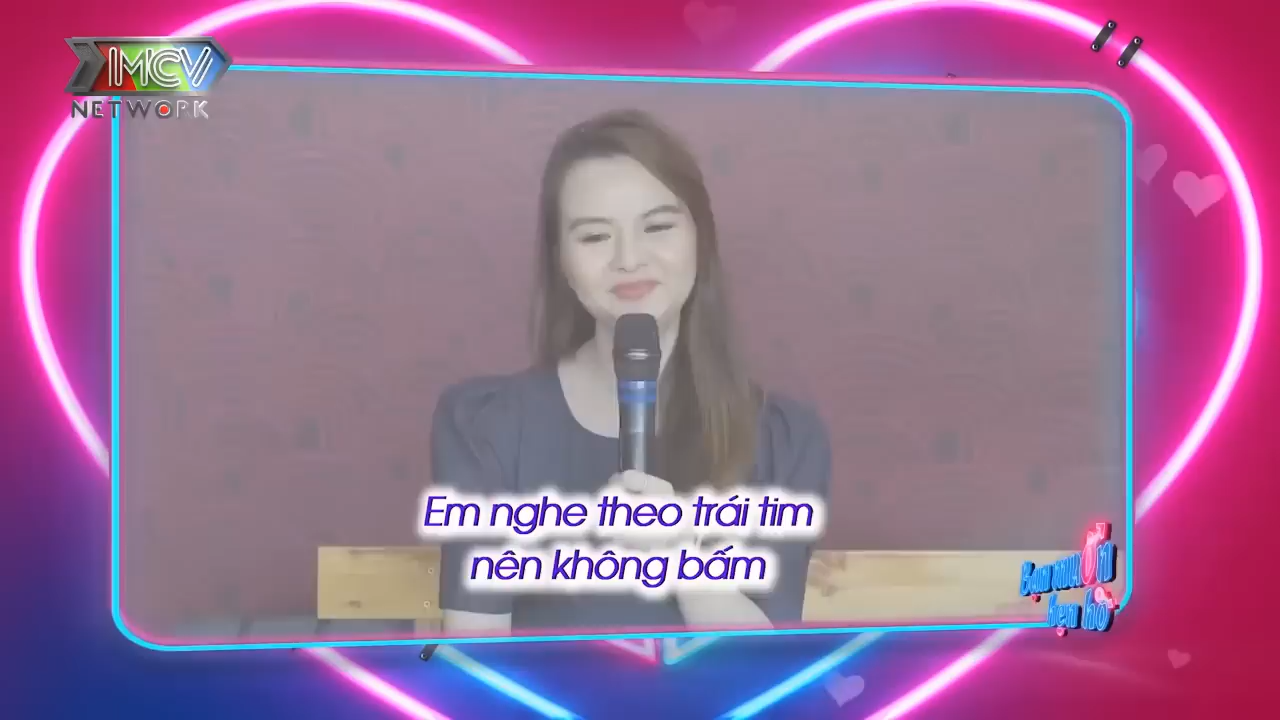 MCV
NETWORK
Em nghe theo trái tim
nên không bấm
Bạn muốn
hẹn hò